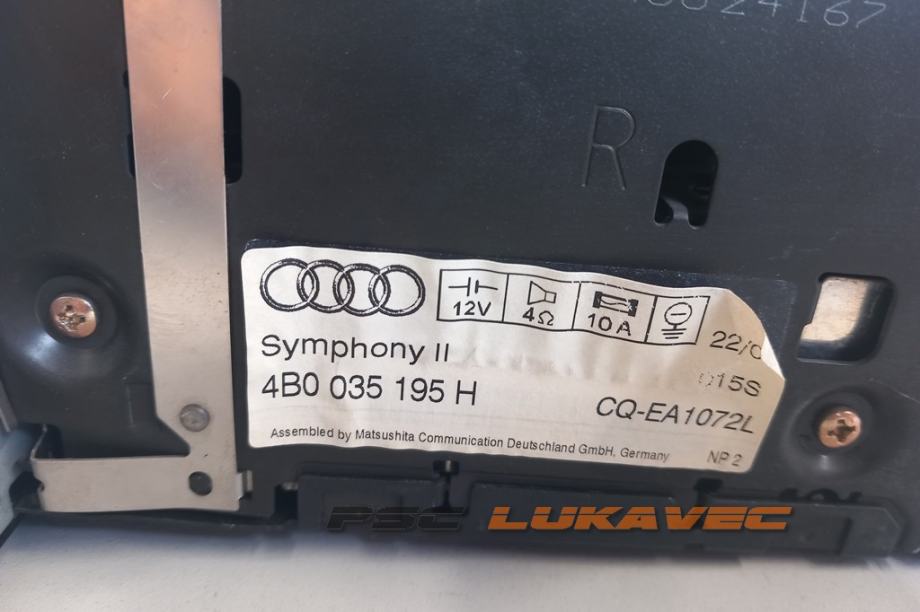 R
12V
4Ω
10A
Symphony II
015S
4B0 035 195 H
CQ-EA1072L
Assembled by Matsushita Communication Deutschland GmbH, Germany
NP 2
PSC LUKAVEC